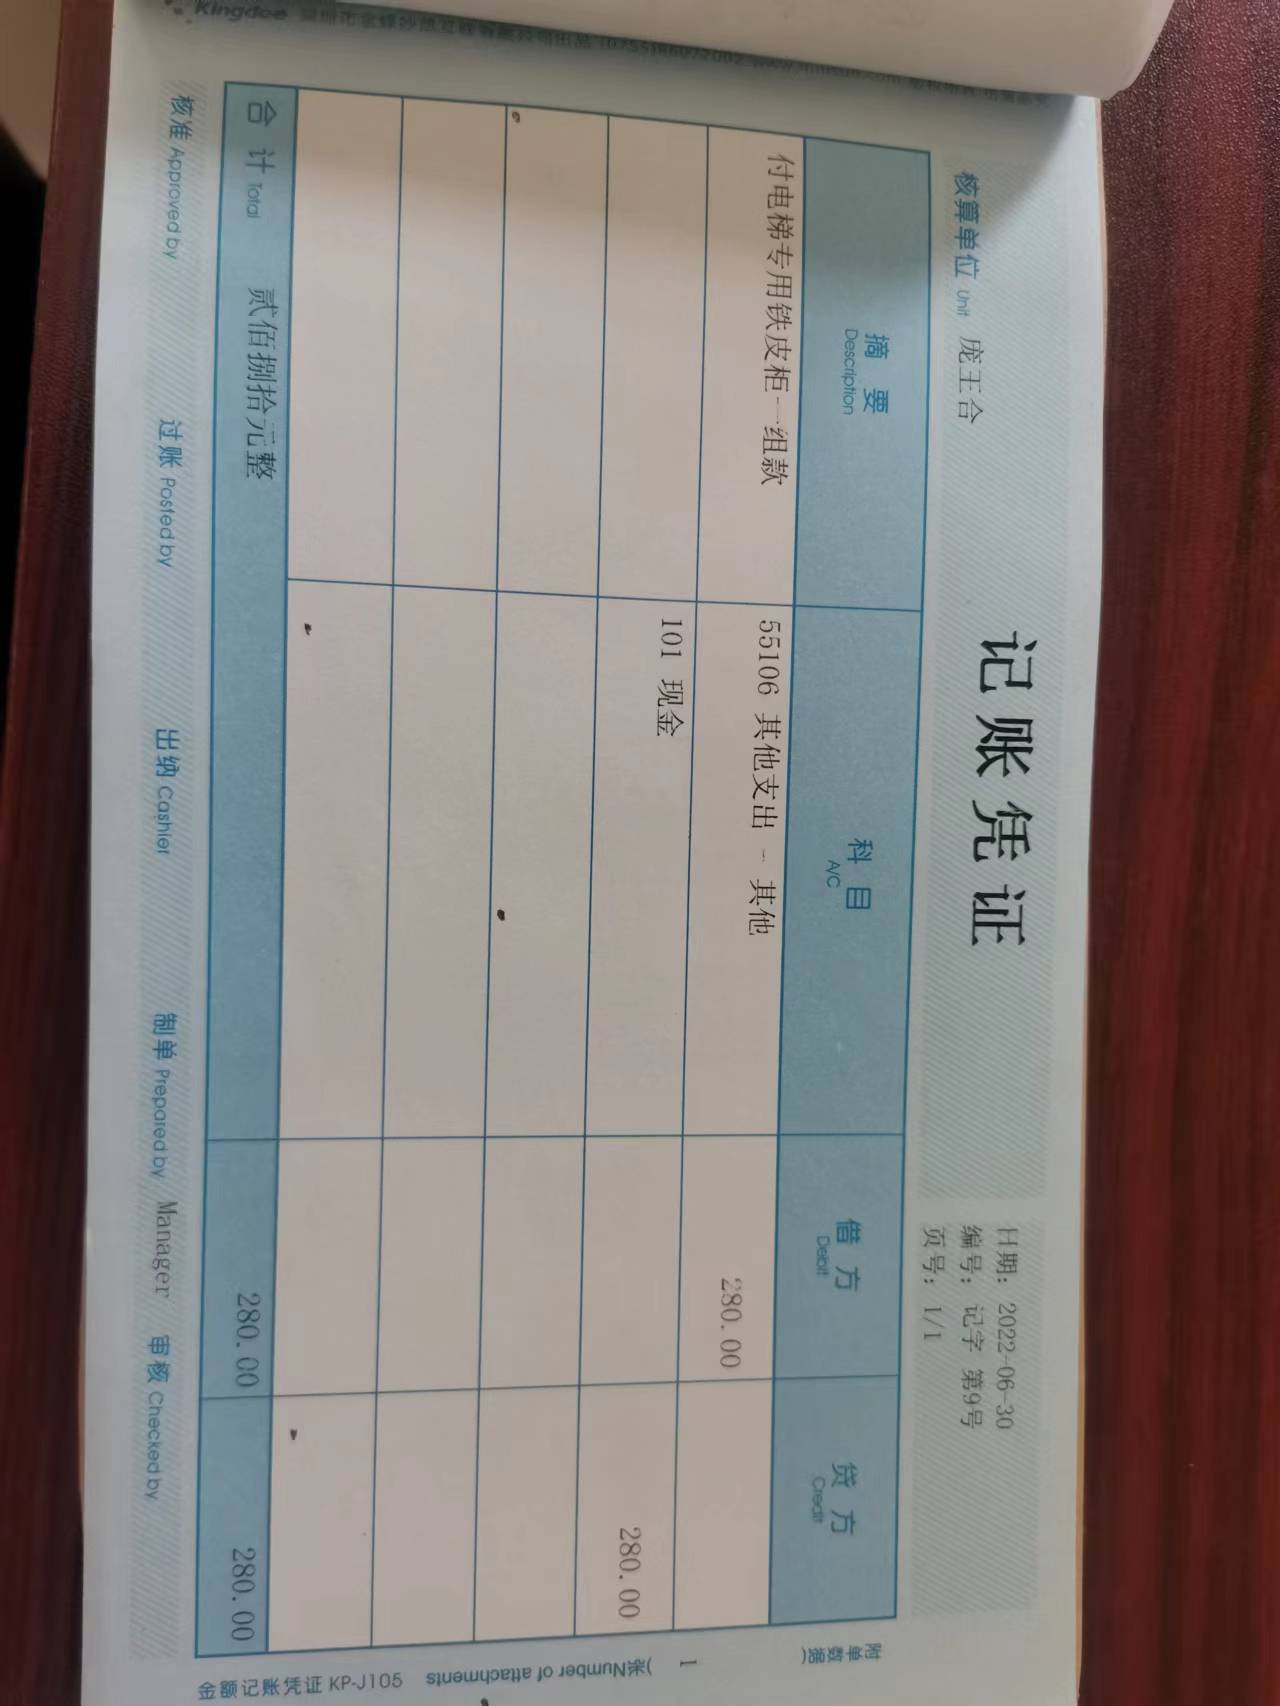 Kingdee
记账凭证
核算单位 Unit 庞王合
日期: 2022-06-30
编号: 记字 第9号
页号: 1/1
摘要 Description 科目 A/C 借方 Debit 贷方 Credit
付电梯专用铁皮柜一组款 55106 其他支出 - 其他 280.00
101 现金 280.00
合计 Total 贰佰捌拾元整 280.00 280.00
核准 Approved by 过账 Posted by 出纳 Cashier 制单 Prepared by Manager 审核 Checked by
附单据数( 1 张Number of attachments)
金额记账凭证 KP-J105